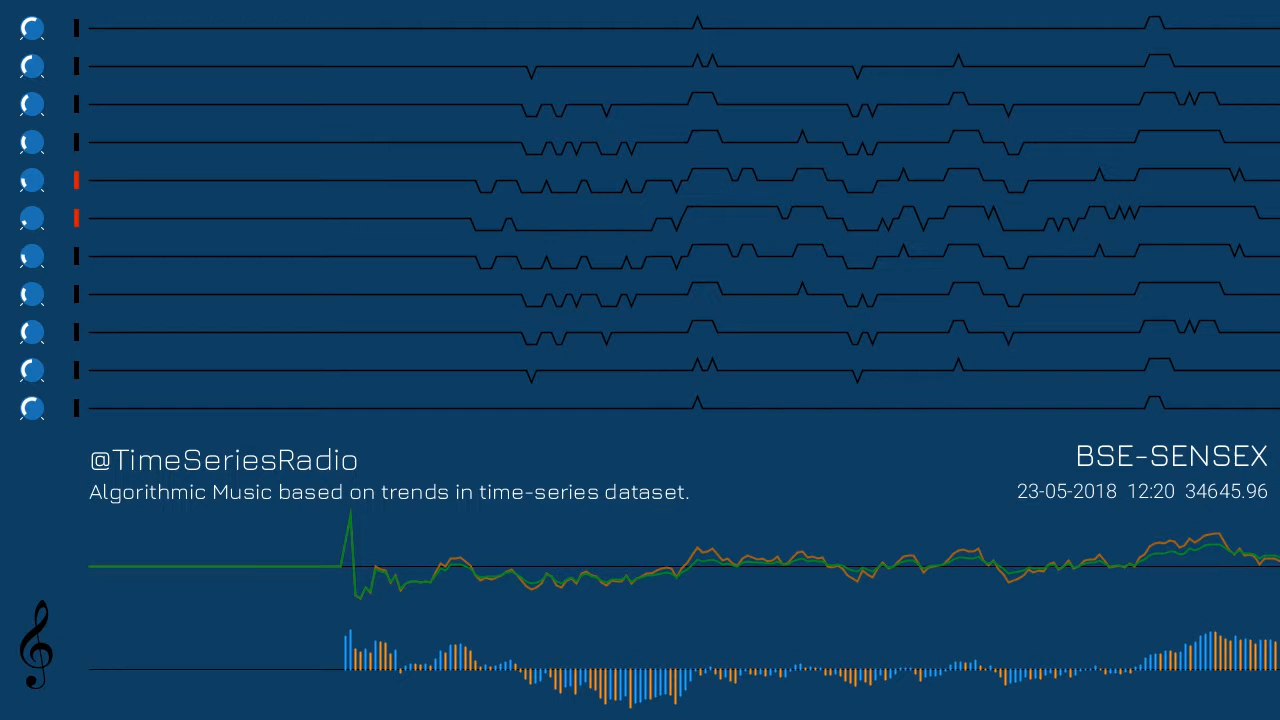 @TimeSeriesRadio
Algorithmic Music based on trends in time-series dataset.
BSE-SENSEX
23-05-2018 12:20 34645.96